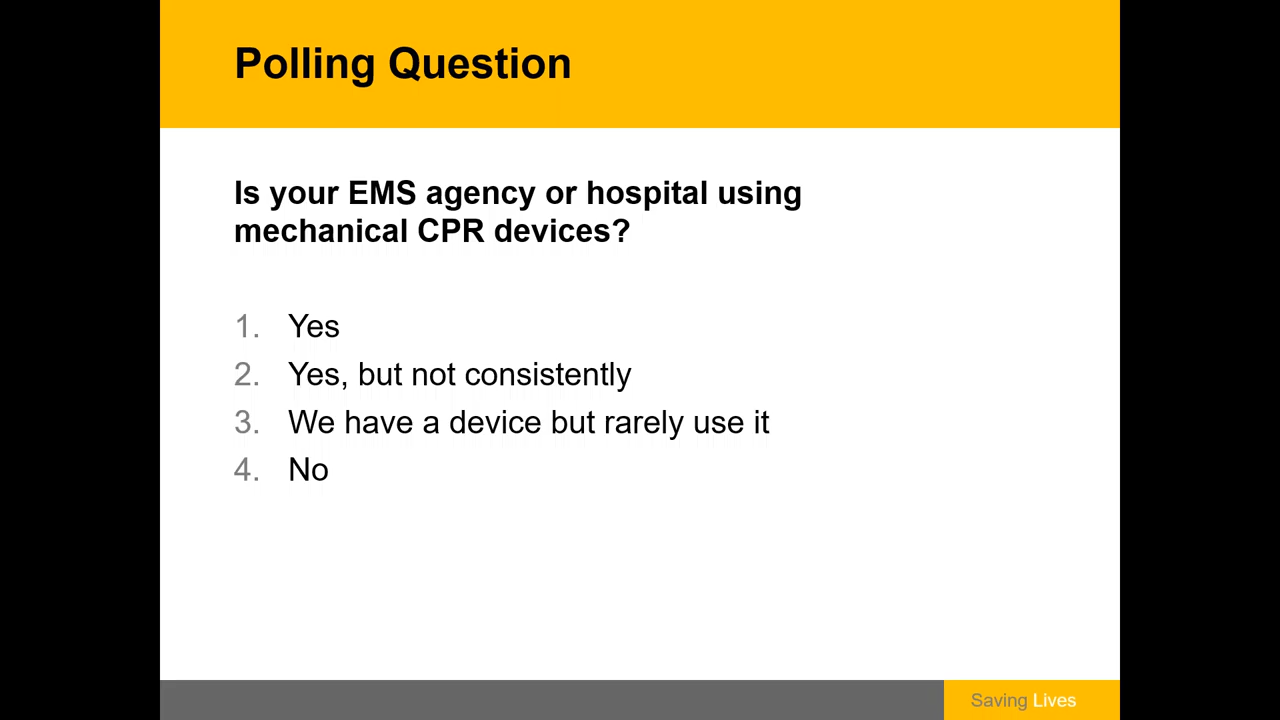 Polling Question
Is your EMS agency or hospital using
mechanical CPR devices?
1. Yes
2. Yes, but not consistently
3. We have a device but rarely use it
4. No
Saving Lives